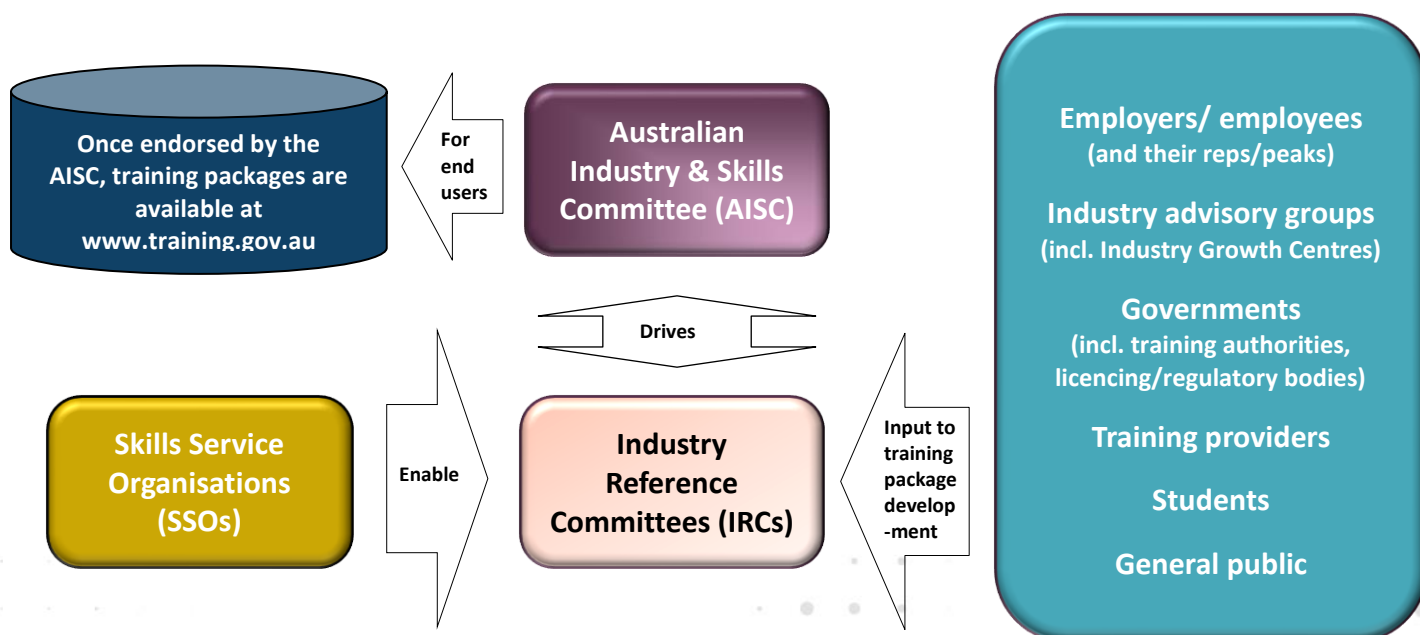 Once endorsed by the
AISC, training packages are
available at
www.training.gov.au
For
end
users
Australian
Industry & Skills
Committee (AISC)
Drives
Skills Service
Organisations
(SSOs)
Enable
Industry
Reference
Committees (IRCs)
Input to
training
package
develop
-ment
Employers/ employees
(and their reps/peaks)
Industry advisory groups
(incl. Industry Growth Centres)
Governments
(incl. training authorities,
licencing/regulatory bodies)
Training providers
Students
General public